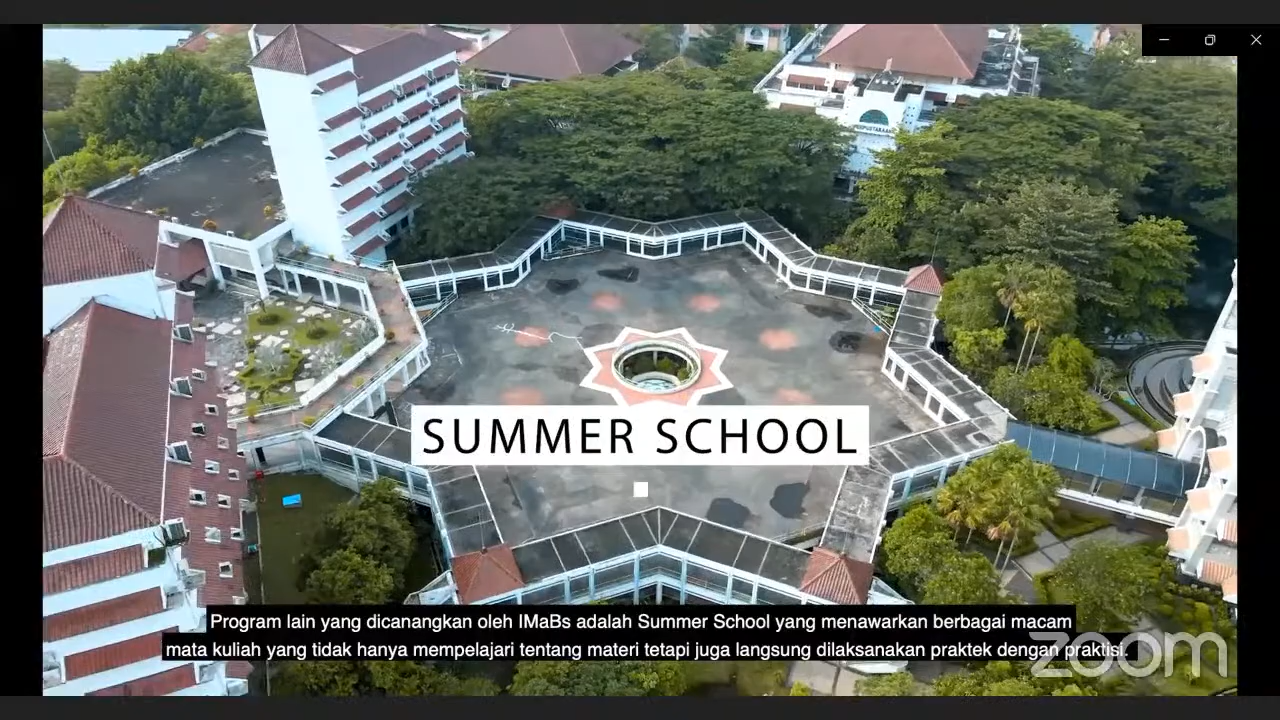 PERPUSTAKAAN
SUMMER SCHOOL
Program lain yang dicanangkan oleh IMaBs adalah Summer School yang menawarkan berbagai macam
mata kuliah yang tidak hanya mempelajari tentang materi tetapi juga langsung dilaksanakan praktek dengan praktisi.
zoom